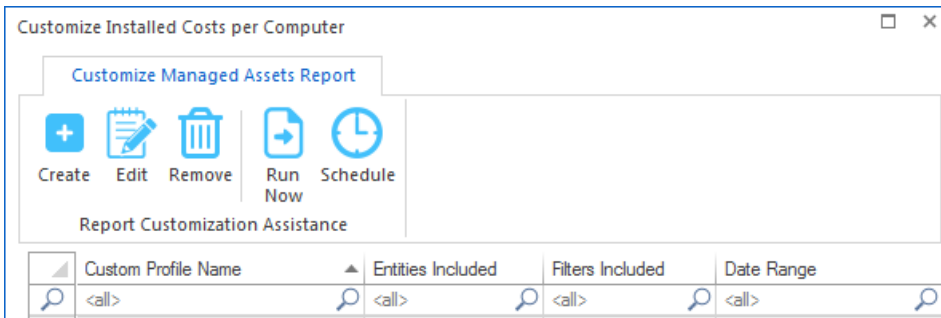 Customize Installed Costs per Computer
Customize Managed Assets Report
Create Edit Remove Run Now Schedule
Report Customization Assistance
Custom Profile Name Entities Included Filters Included Date Range
<all> <all> <all> <all>